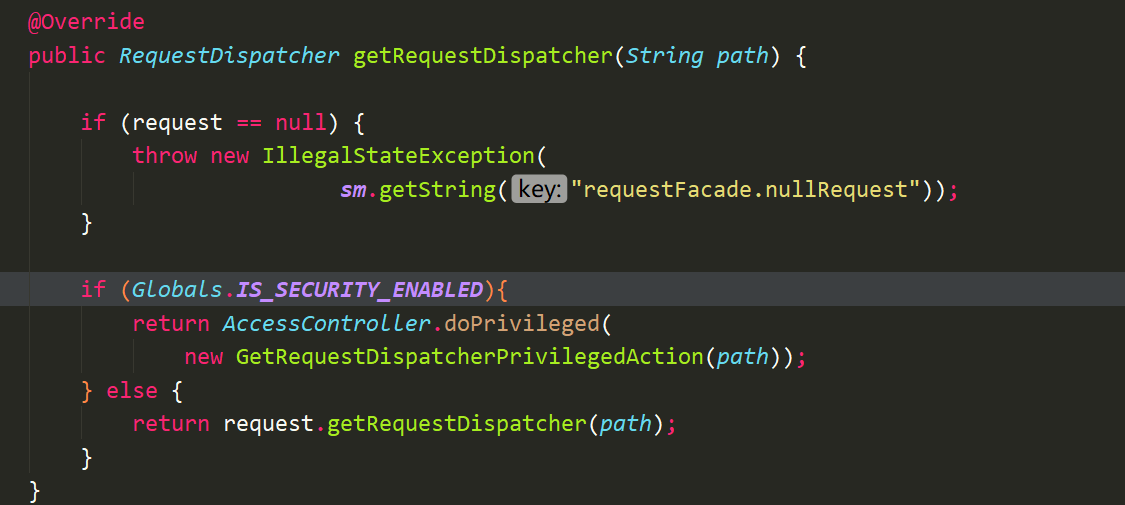 @Override
public RequestDispatcher getRequestDispatcher(String path) {
if (request == null) {
throw new IllegalStateException(
sm.getString( key: "requestFacade.nullRequest"));
}
if (Globals.IS_SECURITY_ENABLED){
return AccessController.doPrivileged(
new GetRequestDispatcherPrivilegedAction(path));
} else {
return request.getRequestDispatcher(path);
}
}